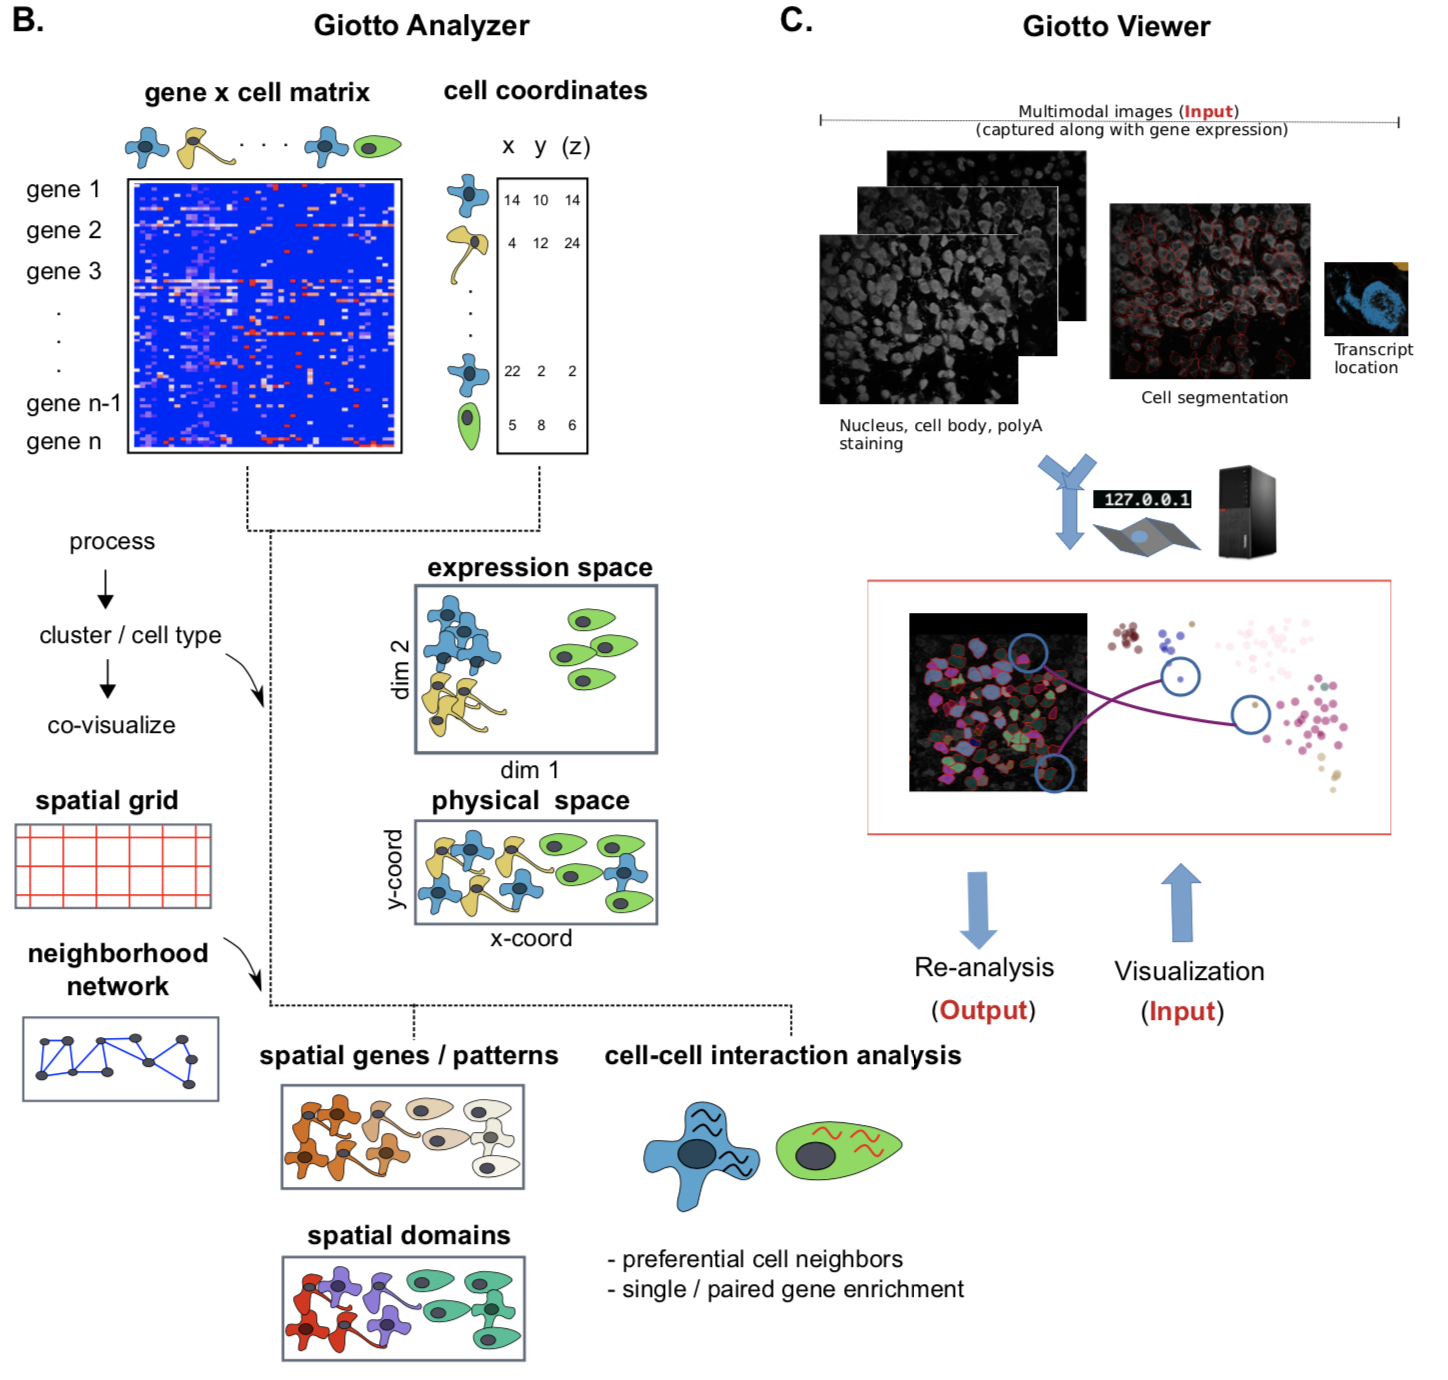 B.
Giotto Analyzer
gene x cell matrix
cell coordinates
x y (z)
gene 1
gene 2
gene 3
.
.
.
gene n-1
gene n
. . . .
14 10 14
4 12 24
.
.
.
22 2 2
5 8 6
process
cluster / cell type
co-visualize
expression space
dim 2
dim 1
physical space
y-coord
x-coord
spatial grid
neighborhood
network
spatial genes / patterns
spatial domains
cell-cell interaction analysis
- preferential cell neighbors
- single / paired gene enrichment
C.
Giotto Viewer
Multimodal images (Input)
(captured along with gene expression)
Nucleus, cell body, polyA
staining
Cell segmentation
Transcript
location
127.0.0.1
Re-analysis
(Output)
Visualization
(Input)